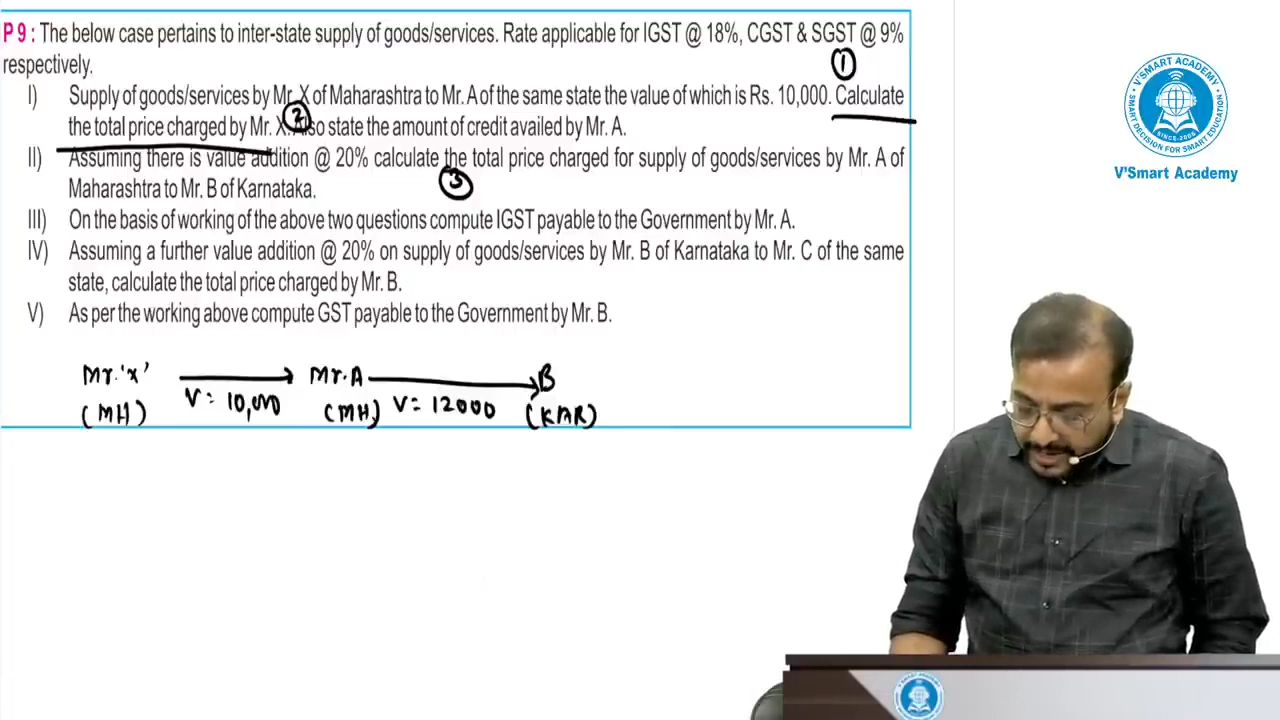 P 9 : The below case pertains to inter-state supply of goods/services. Rate applicable for IGST @ 18%, CGST & SGST @ 9%
respectively.
①
I) Supply of goods/services by Mr. X of Maharashtra to Mr. A of the same state the value of which is Rs. 10,000. Calculate
②
the total price charged by Mr. X. Also state the amount of credit availed by Mr. A.
II) Assuming there is value addition @ 20% calculate the total price charged for supply of goods/services by Mr. A of
③
Maharashtra to Mr. B of Karnataka.
III) On the basis of working of the above two questions compute IGST payable to the Government by Mr. A.
IV) Assuming a further value addition @ 20% on supply of goods/services by Mr. B of Karnataka to Mr. C of the same
state, calculate the total price charged by Mr. B.
V) As per the working above compute GST payable to the Government by Mr. B.
Mr. 'x' Mr. A B
V = 10,000 V = 12000
(MH) (MH) (KAR)
V'SMART ACADEMY
SINCE-2006
SMART DECISION FOR SMART EDUCATION
V'Smart Academy